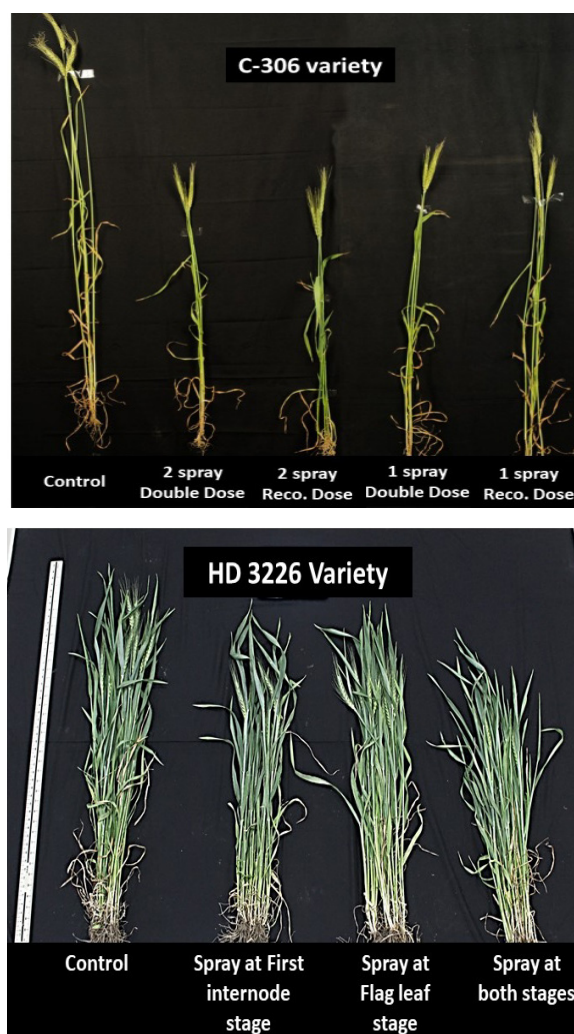 C-306 variety
Control
2 spray
Double Dose
2 spray
Reco. Dose
1 spray
Double Dose
1 spray
Reco. Dose
HD 3226 Variety
Control
Spray at First
internode
stage
Spray at
Flag leaf
stage
Spray at
both stages